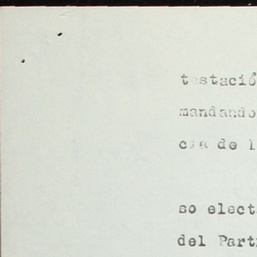 testació
mandando
cia de l
so elect
del Part